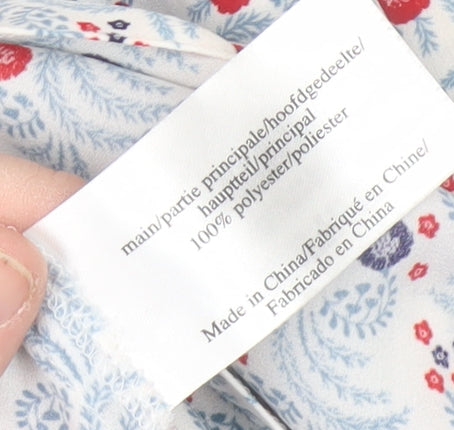 main/partie principale/hoofdgedeelte/
hauptteil/principal
100% polyester/poliester
Made in China/Fabriqué en Chine/
Fabricado en China